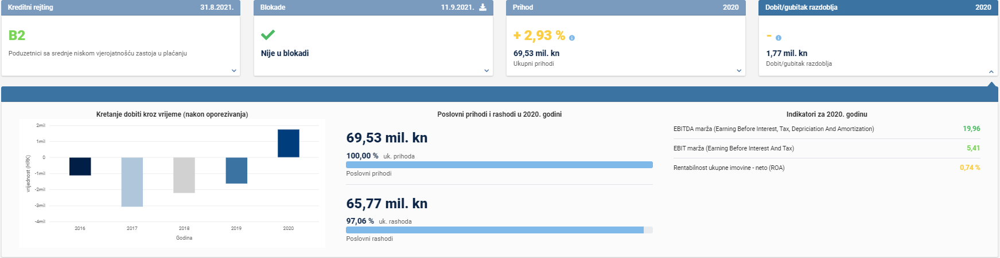 Kreditni rejting 31.8.2021.
B2
Poduzetnici sa srednje niskom vjerojatnošću zastoja u plaćanju
Blokade 11.9.2021.
Nije u blokadi
Prihod 2020
+ 2,93 %
69,53 mil. kn
Ukupni prihodi
Dobit/gubitak razdoblja 2020
-
1,77 mil. kn
Dobit/gubitak razdoblja
Kretanje dobiti kroz vrijeme (nakon oporezivanja)
vrijednost (HRK)
2mil
1mil
0
-1mil
-2mil
-3mil
-4mil
2016 2017 2018 2019 2020
Godina
Poslovni prihodi i rashodi u 2020. godini
69,53 mil. kn
100,00 % uk. prihoda
Poslovni prihodi
65,77 mil. kn
97,06 % uk. rashoda
Poslovni rashodi
Indikatori za 2020. godinu
EBITDA marža (Earning Before Interest, Tax, Depriciation And Amortization) 19,96
EBIT marža (Earning Before Interest And Tax) 5,41
Rentabilnost ukupne imovine - neto (ROA) 0,74 %